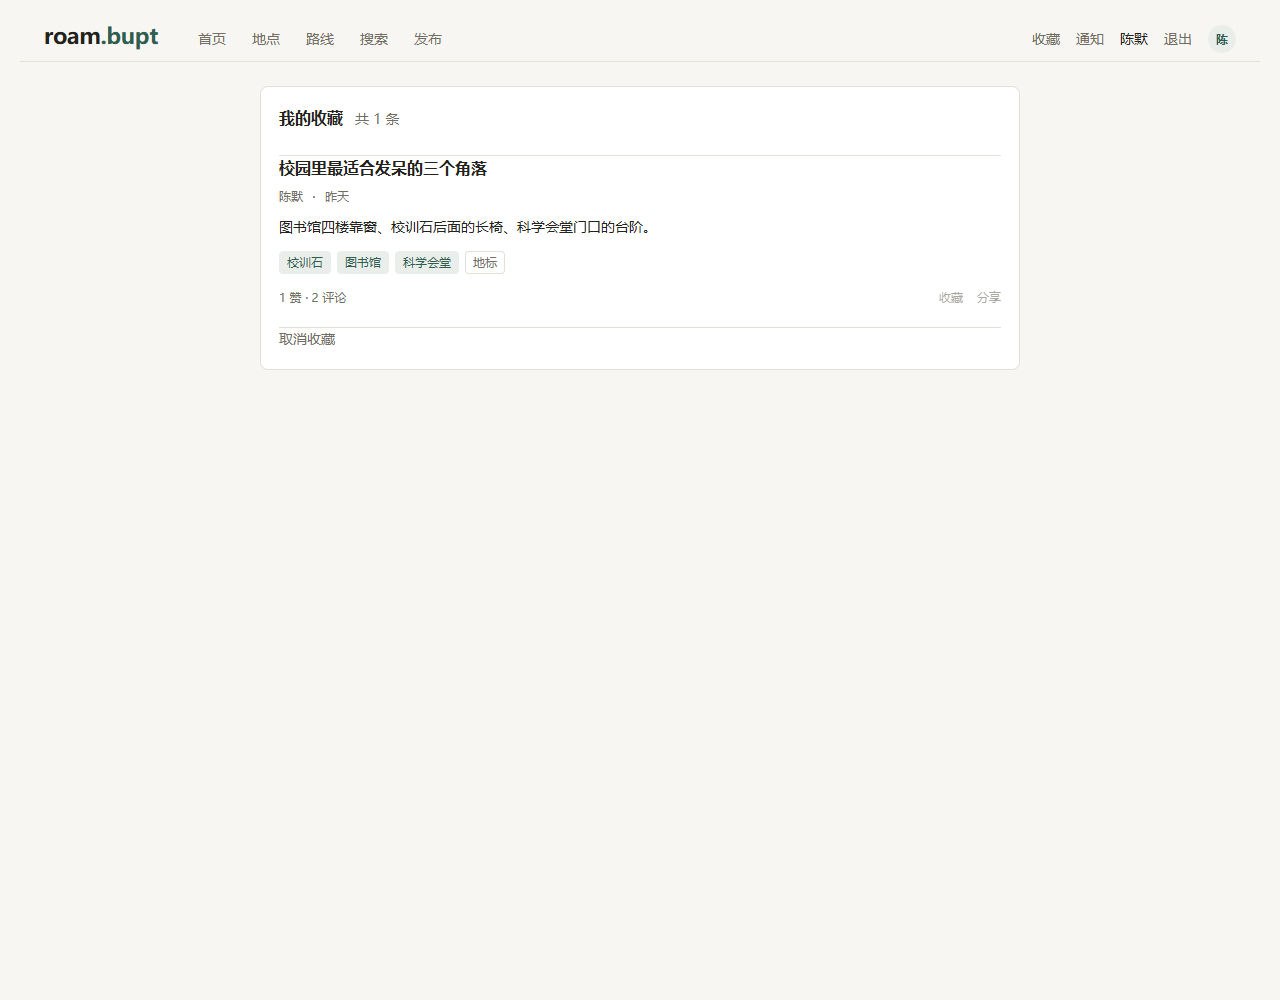 roam.bupt 首页 地点 路线 搜索 发布 收藏 通知 陈默 退出 陈
我的收藏 共 1 条
校园里最适合发呆的三个角落
陈默 · 昨天
图书馆四楼靠窗、校训石后面的长椅、科学会堂门口的台阶。
校训石 图书馆 科学会堂 地标
1 赞 · 2 评论 收藏 分享
取消收藏